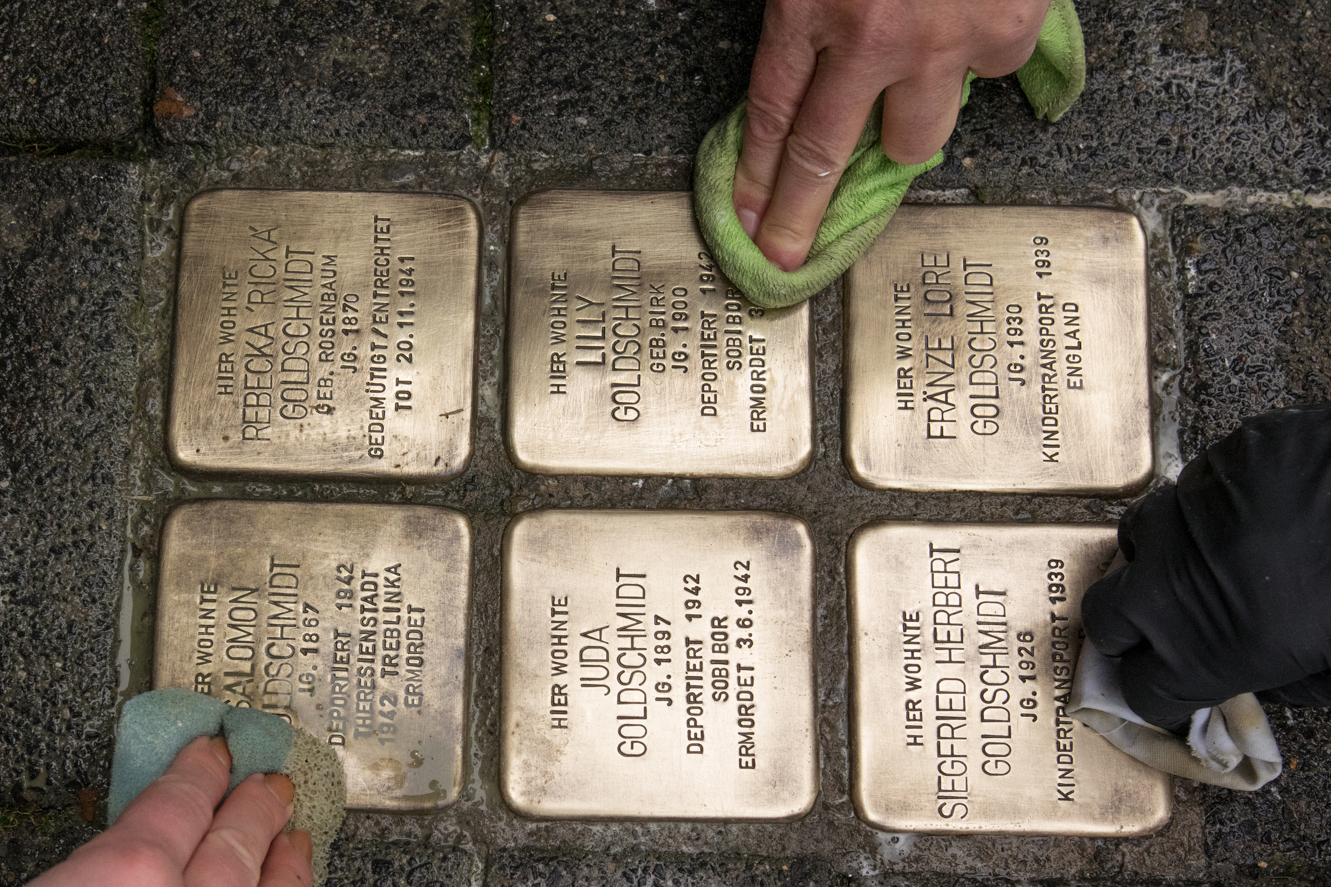 WOHNTE
SALOMON
OLDSCHMIDT
JG. 1867
DEPORTIERT 1942
THERESIENSTADT
1942 TREBLINKA
ERMORDET
HIER WOHNTE
REBECKA 'RICKA'
GOLDSCHMIDT
GEB. ROSENBAUM
JG. 1870
GEDEMÜTIGT/ENTRECHTET
TOT 20.11.1941
HIER WOHNTE
JUDA
GOLDSCHMIDT
JG. 1897
DEPORTIERT 1942
SOBIBOR
ERMORDET 3.6.1942
HIER WOHNTE
LILLY
GOLDSCHMIDT
GEB. BIRK
JG. 1900
DEPORTIERT 1942
SOBIBOR
ERMORDET
HIER WOHNTE
SIEGFRIED HERBERT
GOLDSCHMIDT
JG. 1926
KINDERTRANSPORT 1939
HIER WOHNTE
FRÄNZE LORE
GOLDSCHMIDT
JG. 1930
KINDERTRANSPORT 1939
ENGLAND